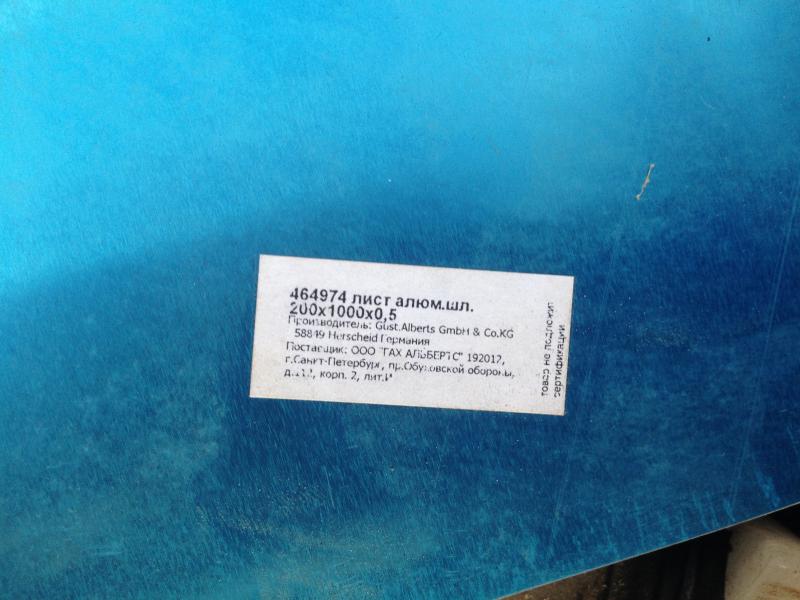 464974 лист алюм.шл.
200x1000x0,5
Производитель: Gust.Alberts GmbH & Co.KG
58849 Herscheid Германия
Поставщик: ООО "ГАХ АЛЬБЕРТС" 192012,
г.Санкт-Петербург, пр.Обуховской обороны,
корп. 2, лит.И
товар не подлежит
сертификации